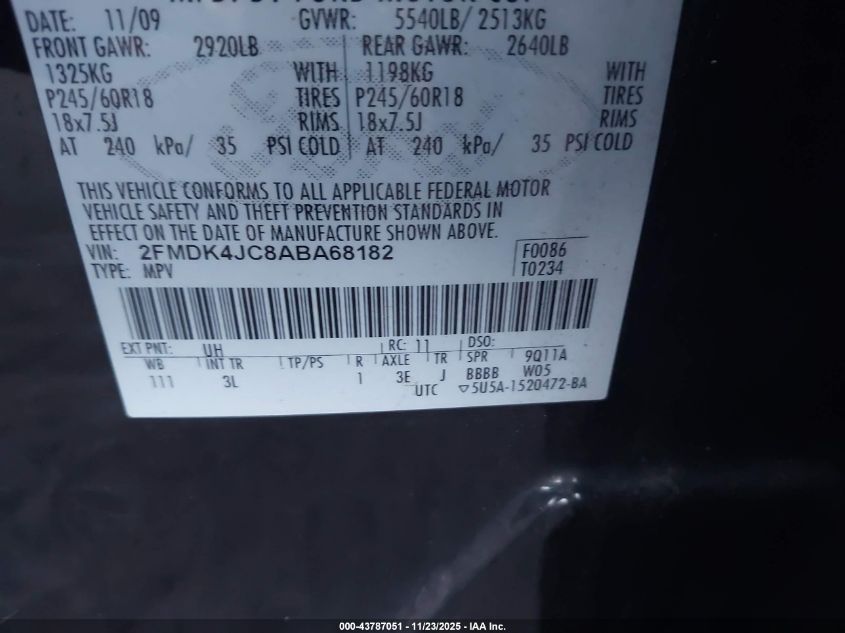 DATE: 11/09 GVWR: 5540LB/ 2513KG
FRONT GAWR: 2920LB REAR GAWR: 2640LB
1325KG WITH 1198KG WITH
P245/60R18 TIRES P245/60R18 TIRES
18x7.5J RIMS 18x7.5J RIMS
AT 240 kPa/ 35 PSI COLD AT 240 kPa/ 35 PSI COLD
THIS VEHICLE CONFORMS TO ALL APPLICABLE FEDERAL MOTOR
VEHICLE SAFETY AND THEFT PREVENTION STANDARDS IN
EFFECT ON THE DATE OF MANUFACTURE SHOWN ABOVE.
VIN: 2FMDK4JC8ABA68182 F0086
TYPE: MPV T0234
EXT PNT: UH RC: 11 DSO:
WB INT TR TP/PS R AXLE TR SPR 9Q11A
111 3L 1 3E J BBBB W05
UTC ▽5U5A-1520472-BA
000-43787051 - 11/23/2025 - IAA Inc.